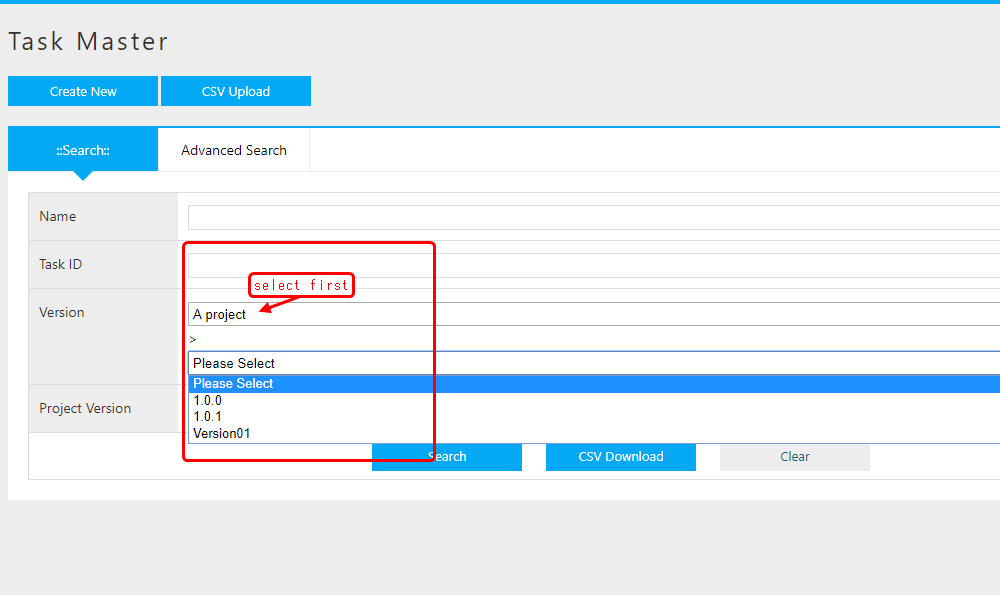 Task Master
Create New
CSV Upload
::Search::
Advanced Search
Name
Task ID
select first
Version
A project
>
Please Select
Please Select
1.0.0
1.0.1
Version01
Project Version
Search
CSV Download
Clear